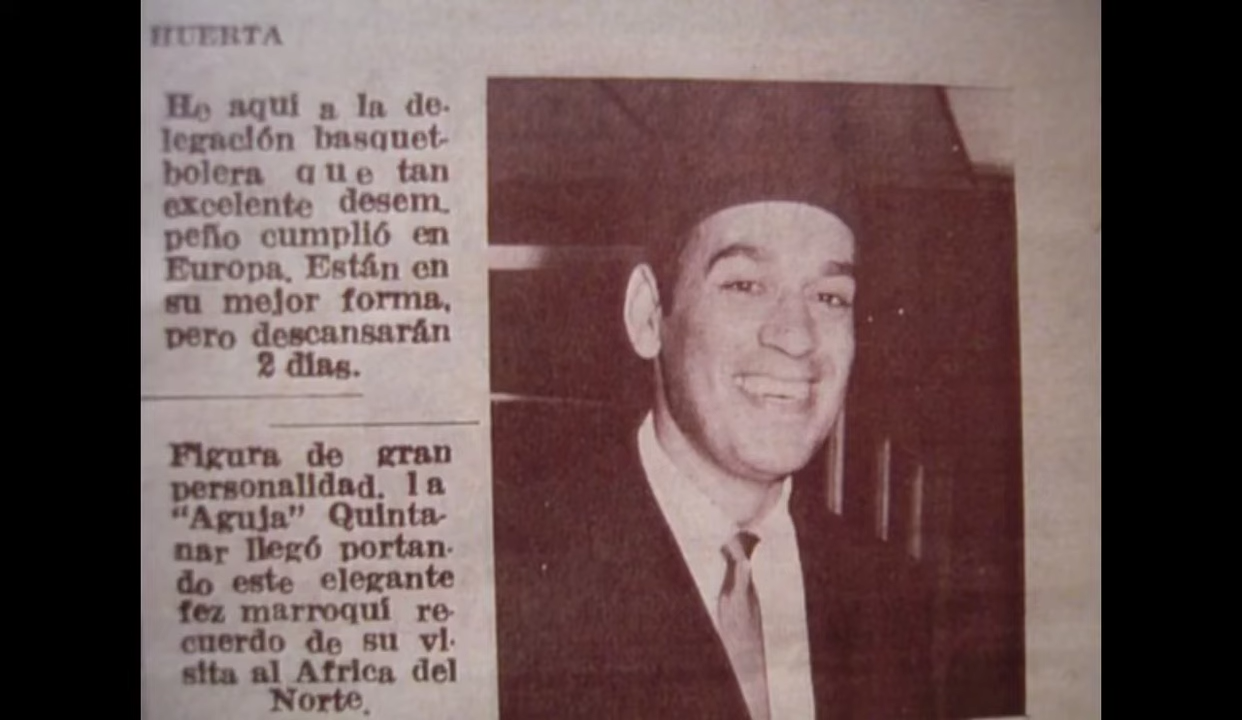 HUERTA
He aquí a la de-
legación basquet-
bolera que tan
excelente desem-
peño cumplió en
Europa. Están en
su mejor forma,
pero descansarán
2 días.
Figura de gran
personalidad, la
"Aguja" Quinta-
nar llegó portan-
do este elegante
fez marroquí re-
cuerdo de su vi-
sita al Africa del
Norte.